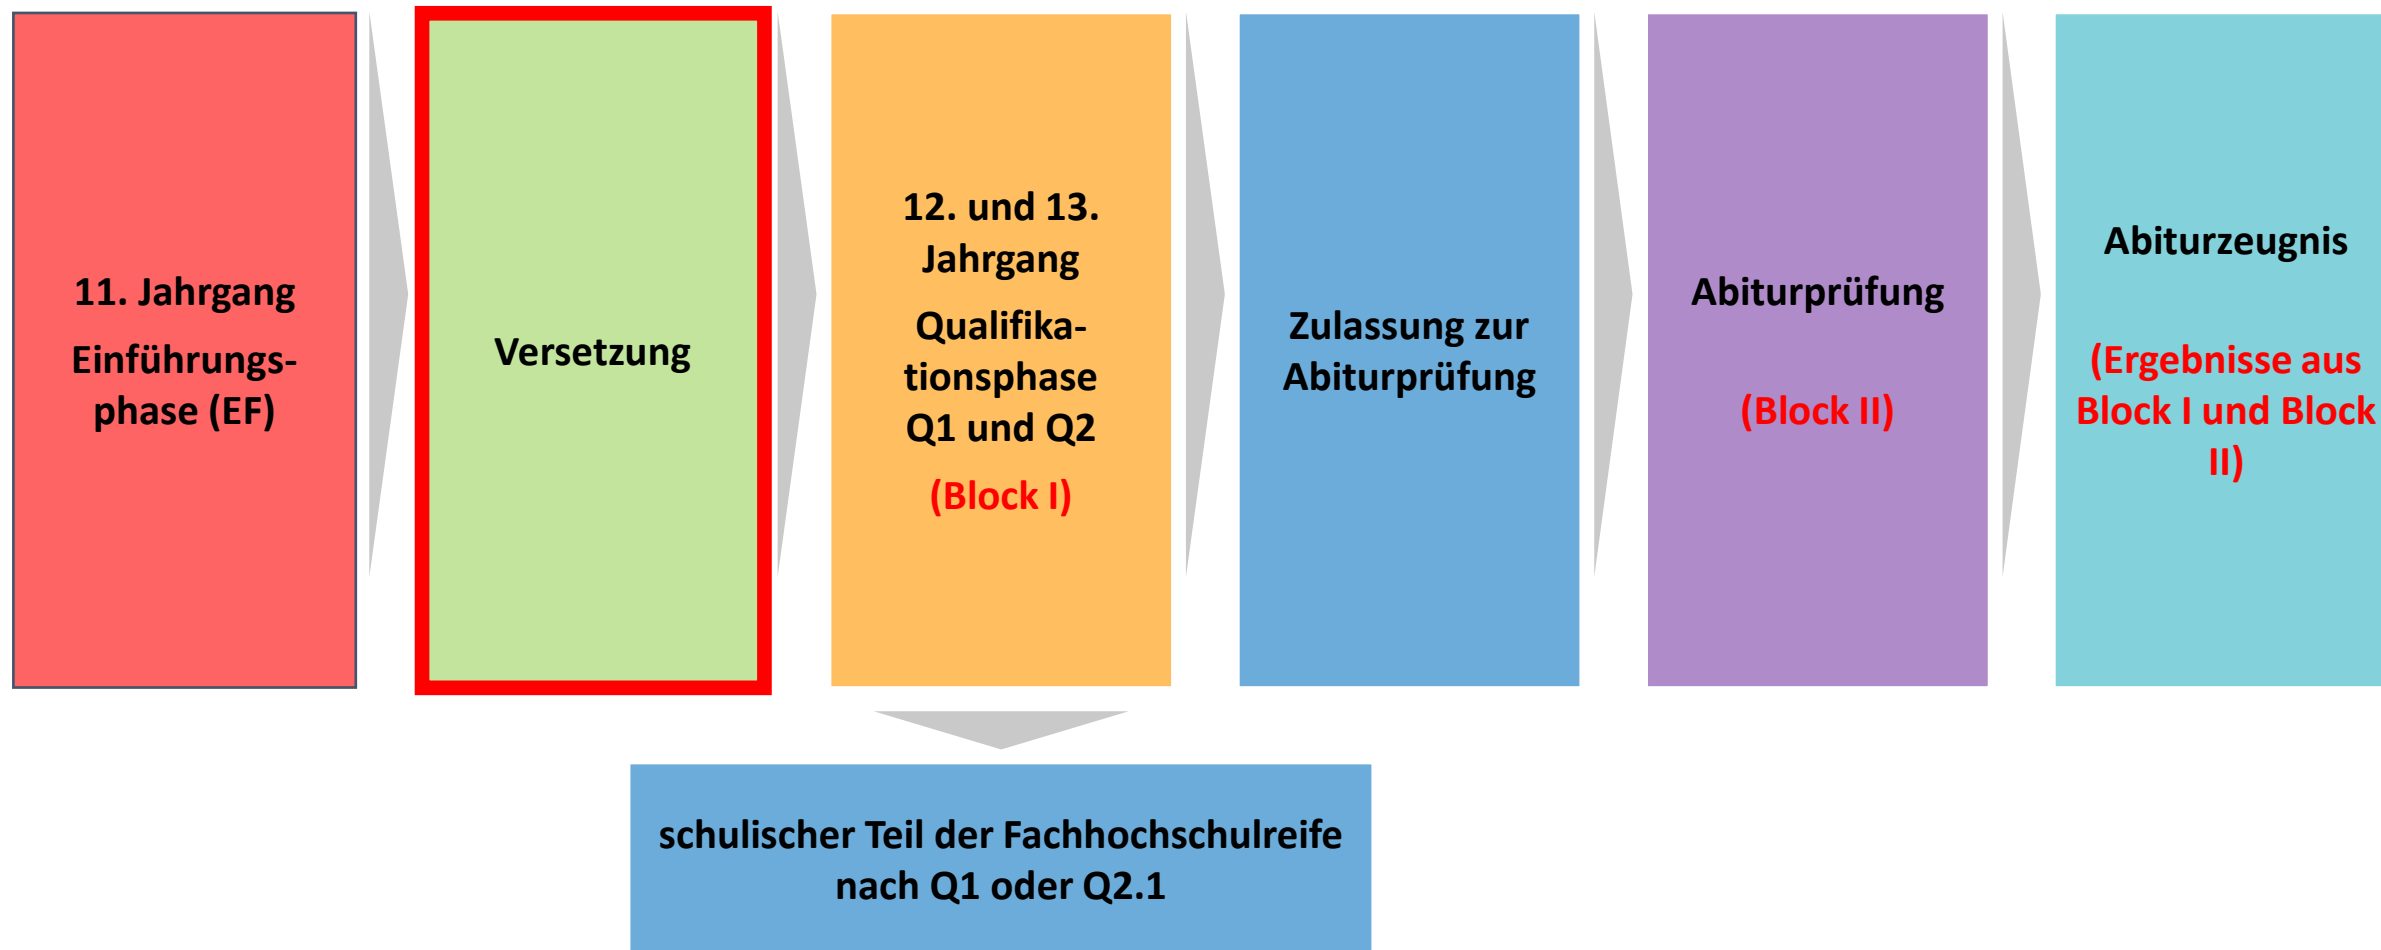 11. Jahrgang
Einführungs-
phase (EF)
Versetzung
12. und 13.
Jahrgang
Qualifika-
tionsphase
Q1 und Q2
(Block I)
Zulassung zur
Abiturprüfung
Abiturprüfung
(Block II)
Abiturzeugnis
(Ergebnisse aus
Block I und Block
II)
schulischer Teil der Fachhochschulreife
nach Q1 oder Q2.1